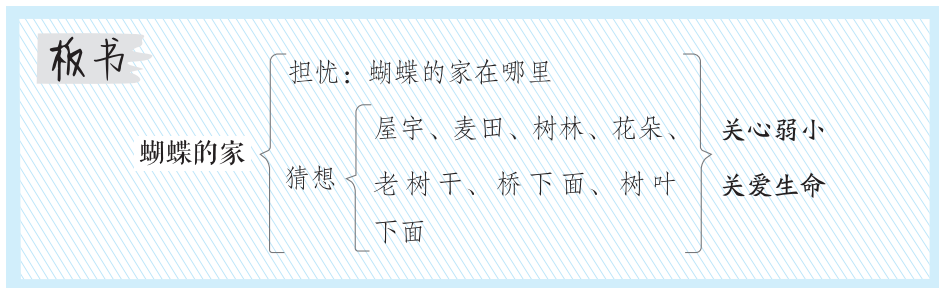 板书
担忧：蝴蝶的家在哪里
屋宇、麦田、树林、花朵、
关心弱小
蝴蝶的家
猜想
老树干、桥下面、树叶
关爱生命
下面